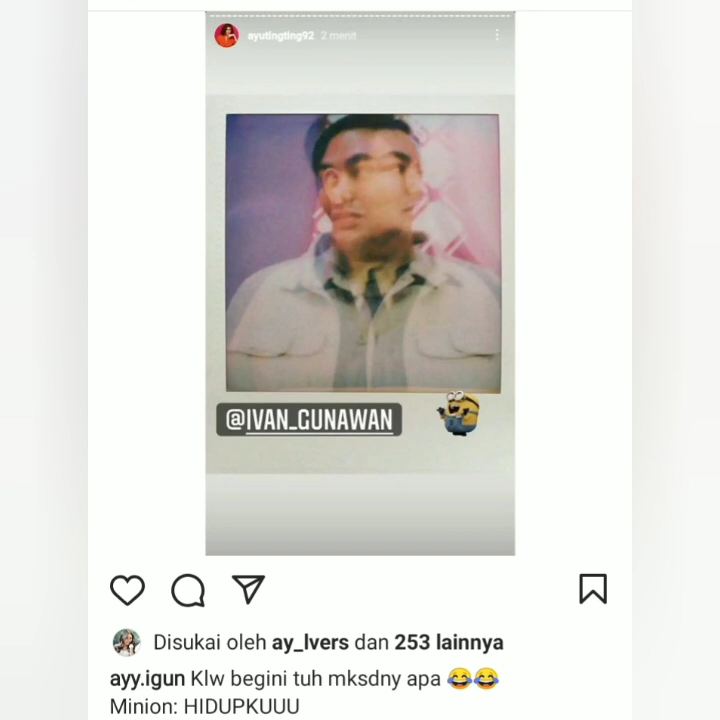 ayutingting92 2 menit
@IVAN_GUNAWAN
Disukai oleh ay_lvers dan 253 lainnya
ayy.igun Klw begini tuh mksdny apa 😂😂
Minion: HIDUPKUUU